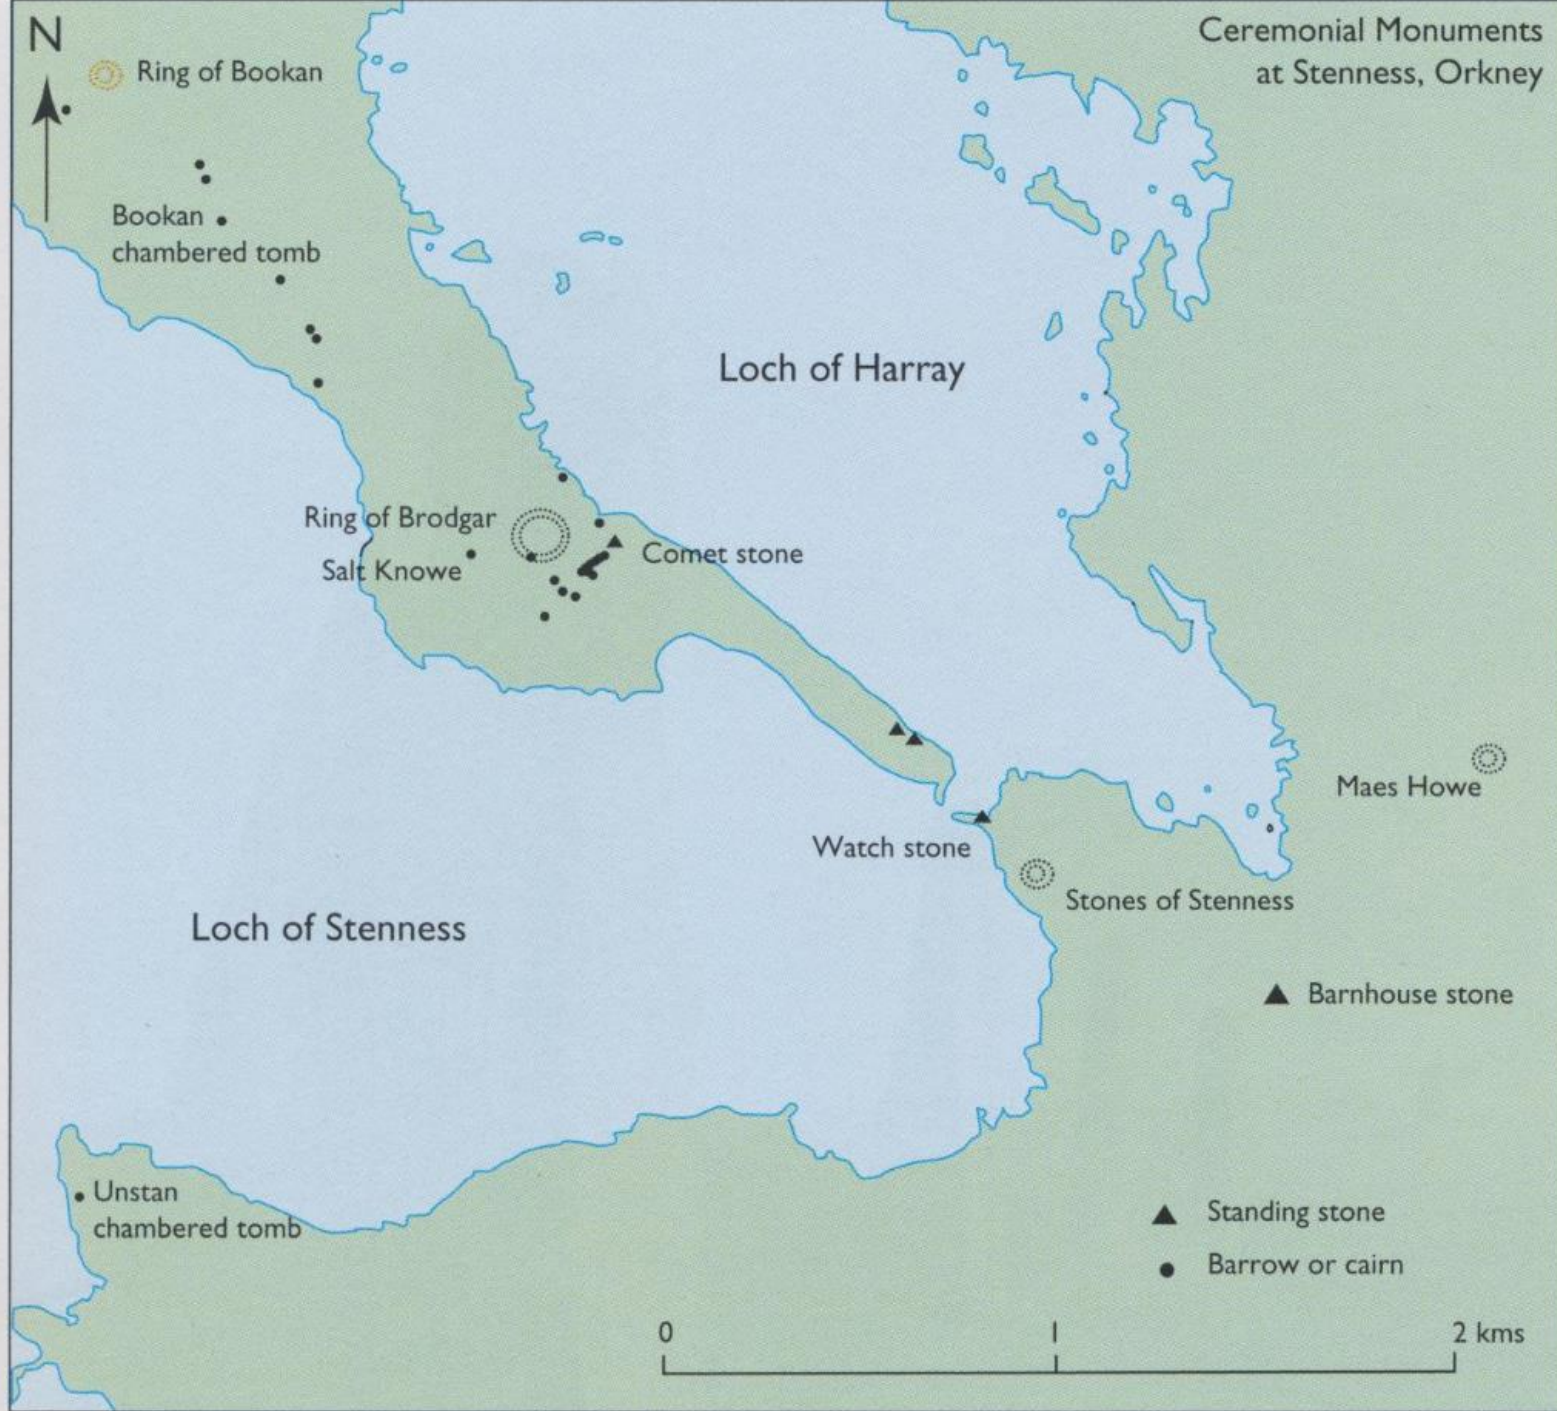 N
Ceremonial Monuments
at Stenness, Orkney
Ring of Bookan
Bookan
chambered tomb
Loch of Harray
Ring of Brodgar
Comet stone
Salt Knowe
Maes Howe
Watch stone
Stones of Stenness
Loch of Stenness
Barnhouse stone
Unstan
chambered tomb
Standing stone
Barrow or cairn
0 1 2 kms